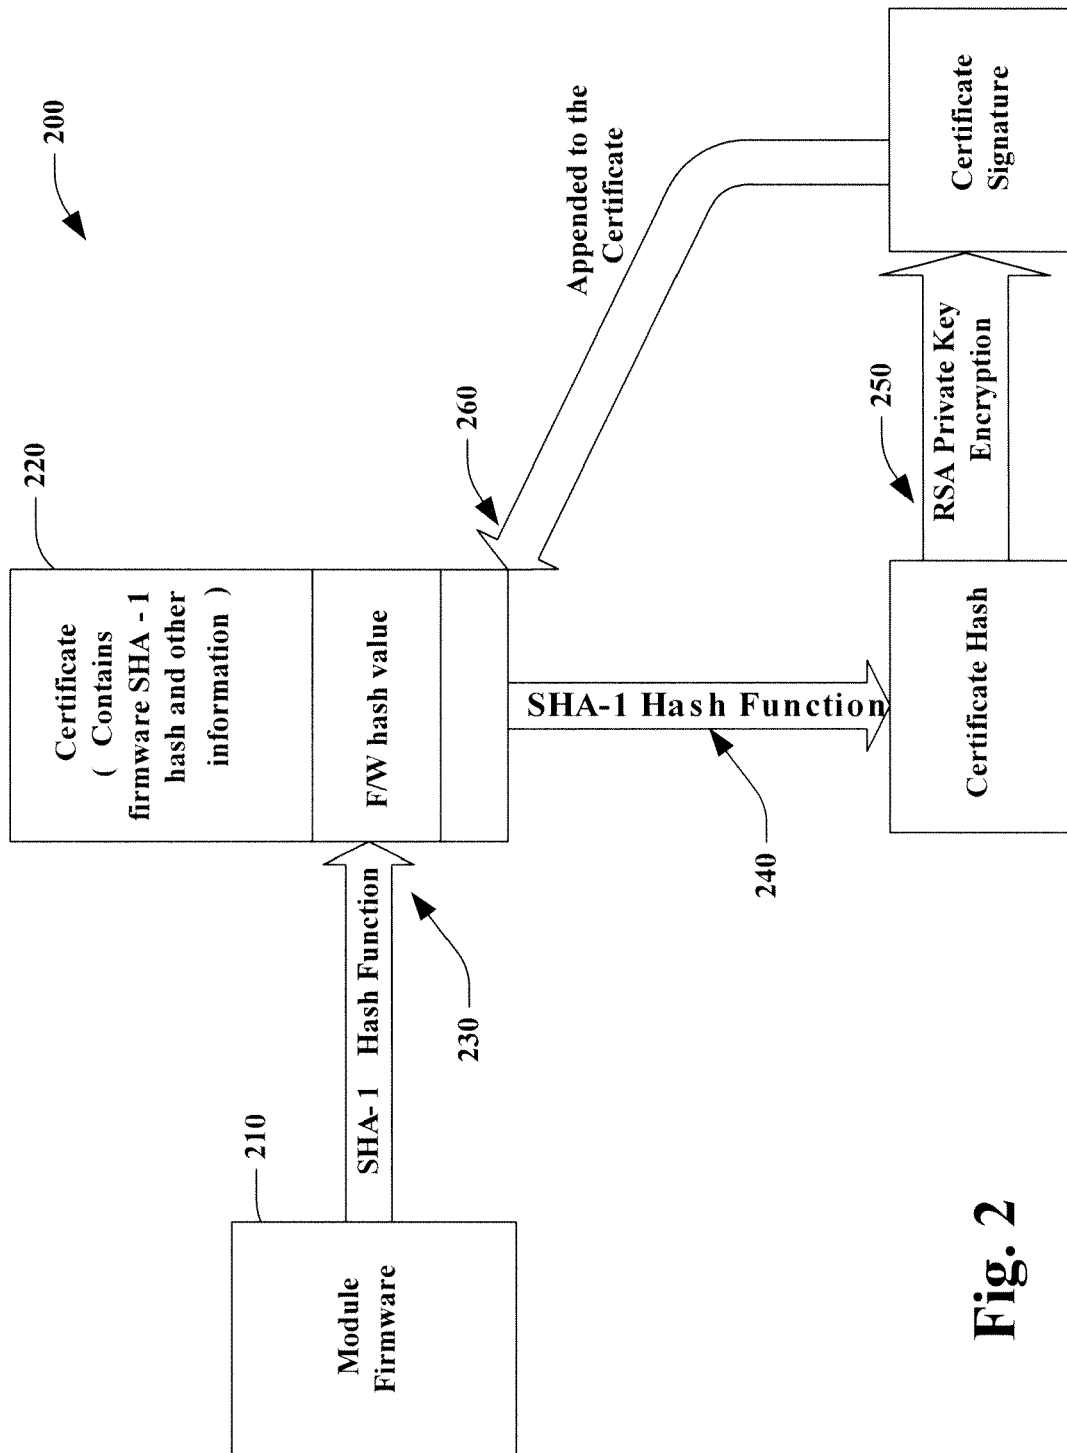 200
220
Certificate
( Contains
firmware SHA - 1
hash and other
information )
F/W hash value
210
Module
Firmware
SHA- 1 Hash Function
230
260
Appended to the
Certificate
SHA-1 Hash Function
240
250
Certificate Hash
RSA Private Key
Encryption
Certificate
Signature
Fig. 2